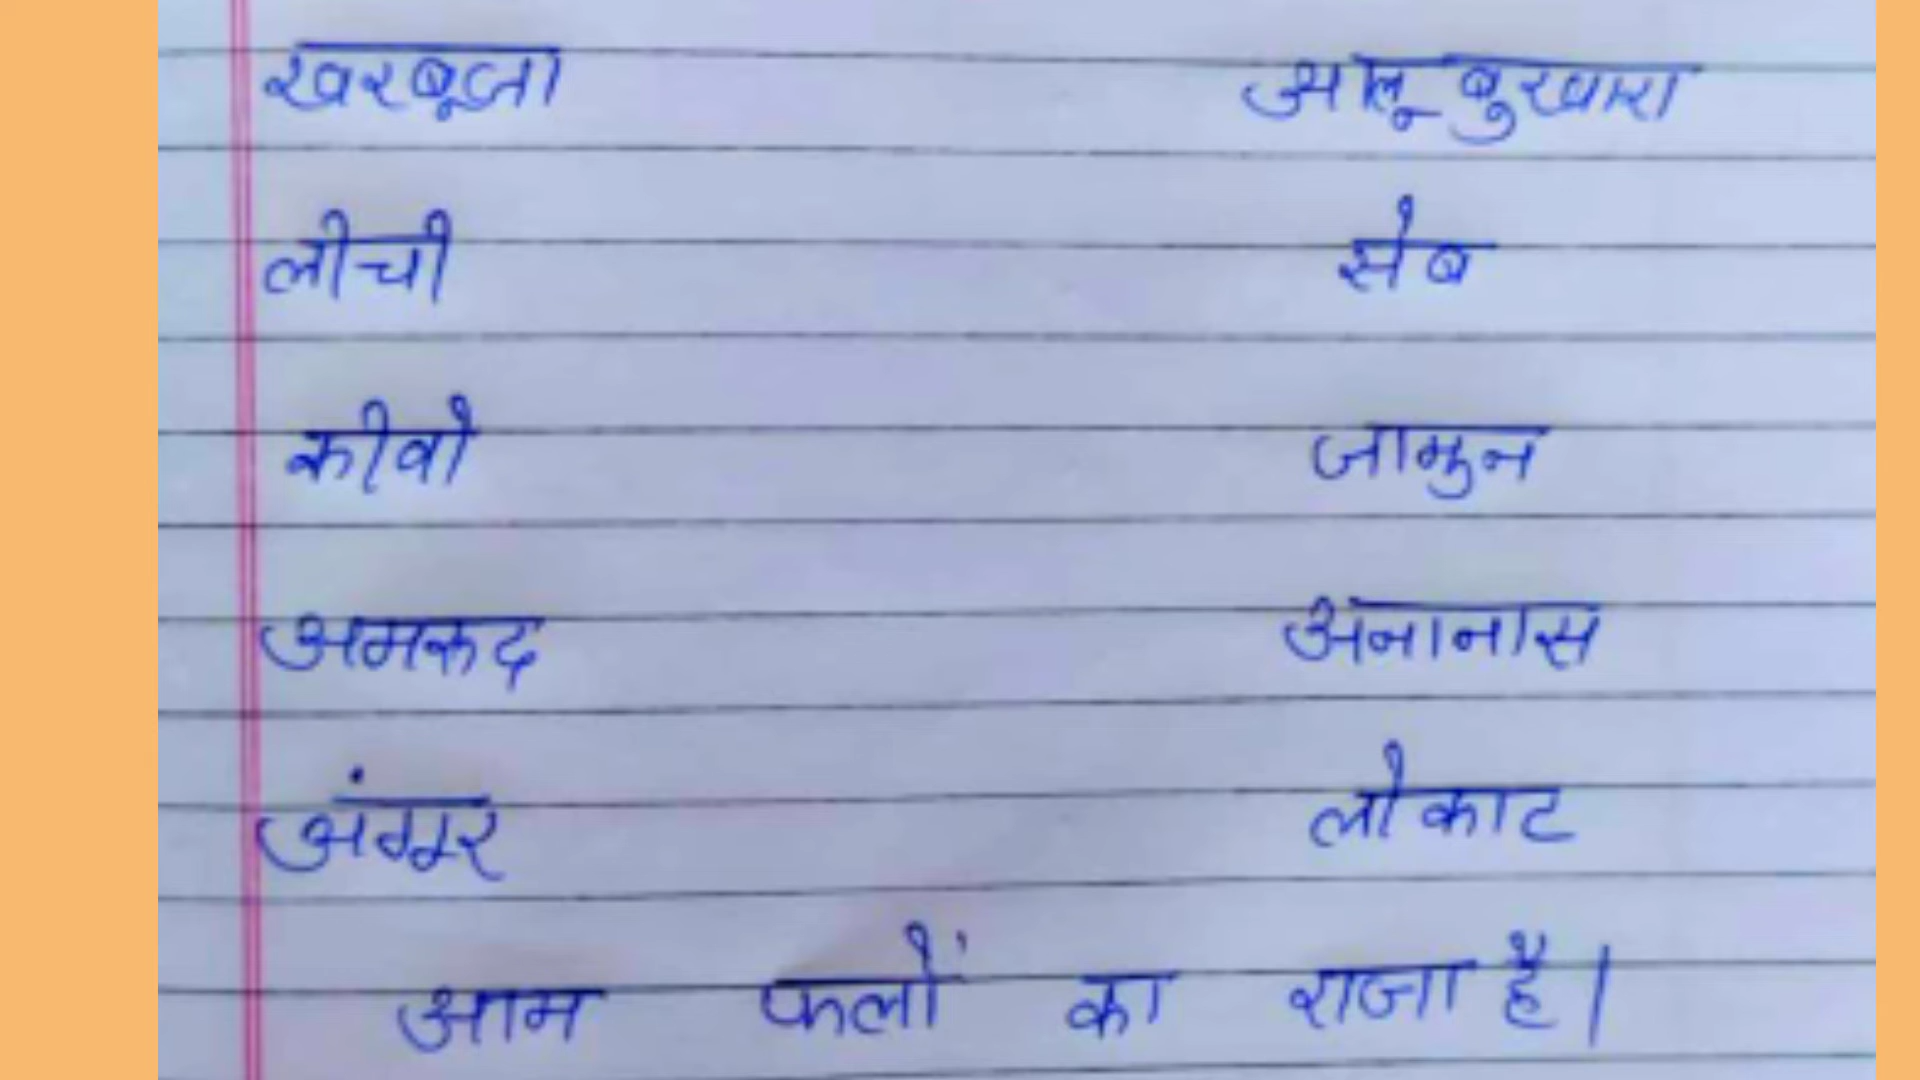 खरबूजा आलू बुखारा
लीची सेब
कीवी जामुन
अमरूद अनानास
अंगूर लोकाट
आम फलों का राजा है।